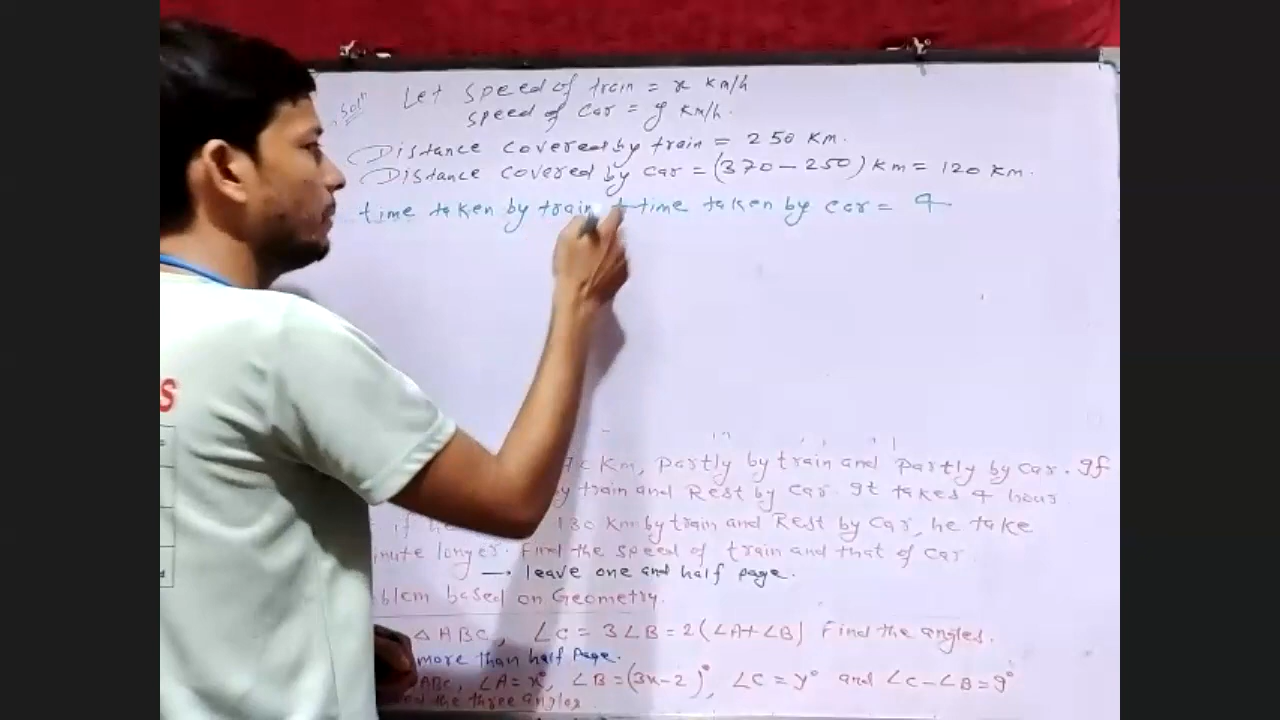 Solⁿ Let speed of train = x km/h
speed of car = y km/h.
Distance covered by train = 250 km.
Distance covered by car = (370 - 250) km = 120 km.
time taken by train + time taken by car = 4
km, partly by train and partly by car. If
by train and Rest by car. It takes 4 hour
if he 130 km by train and Rest by car, he take
minute longer. Find the speed of train and that of car
→ leave one and half page.
blem based on Geometry.
△ABC, ∠C = 3∠B = 2(∠A+∠B) Find the angles.
more than half page.
ABC, ∠A = x°, ∠B = (3x-2)°, ∠C = y° and ∠C-∠B = 9°
the three angles.
S